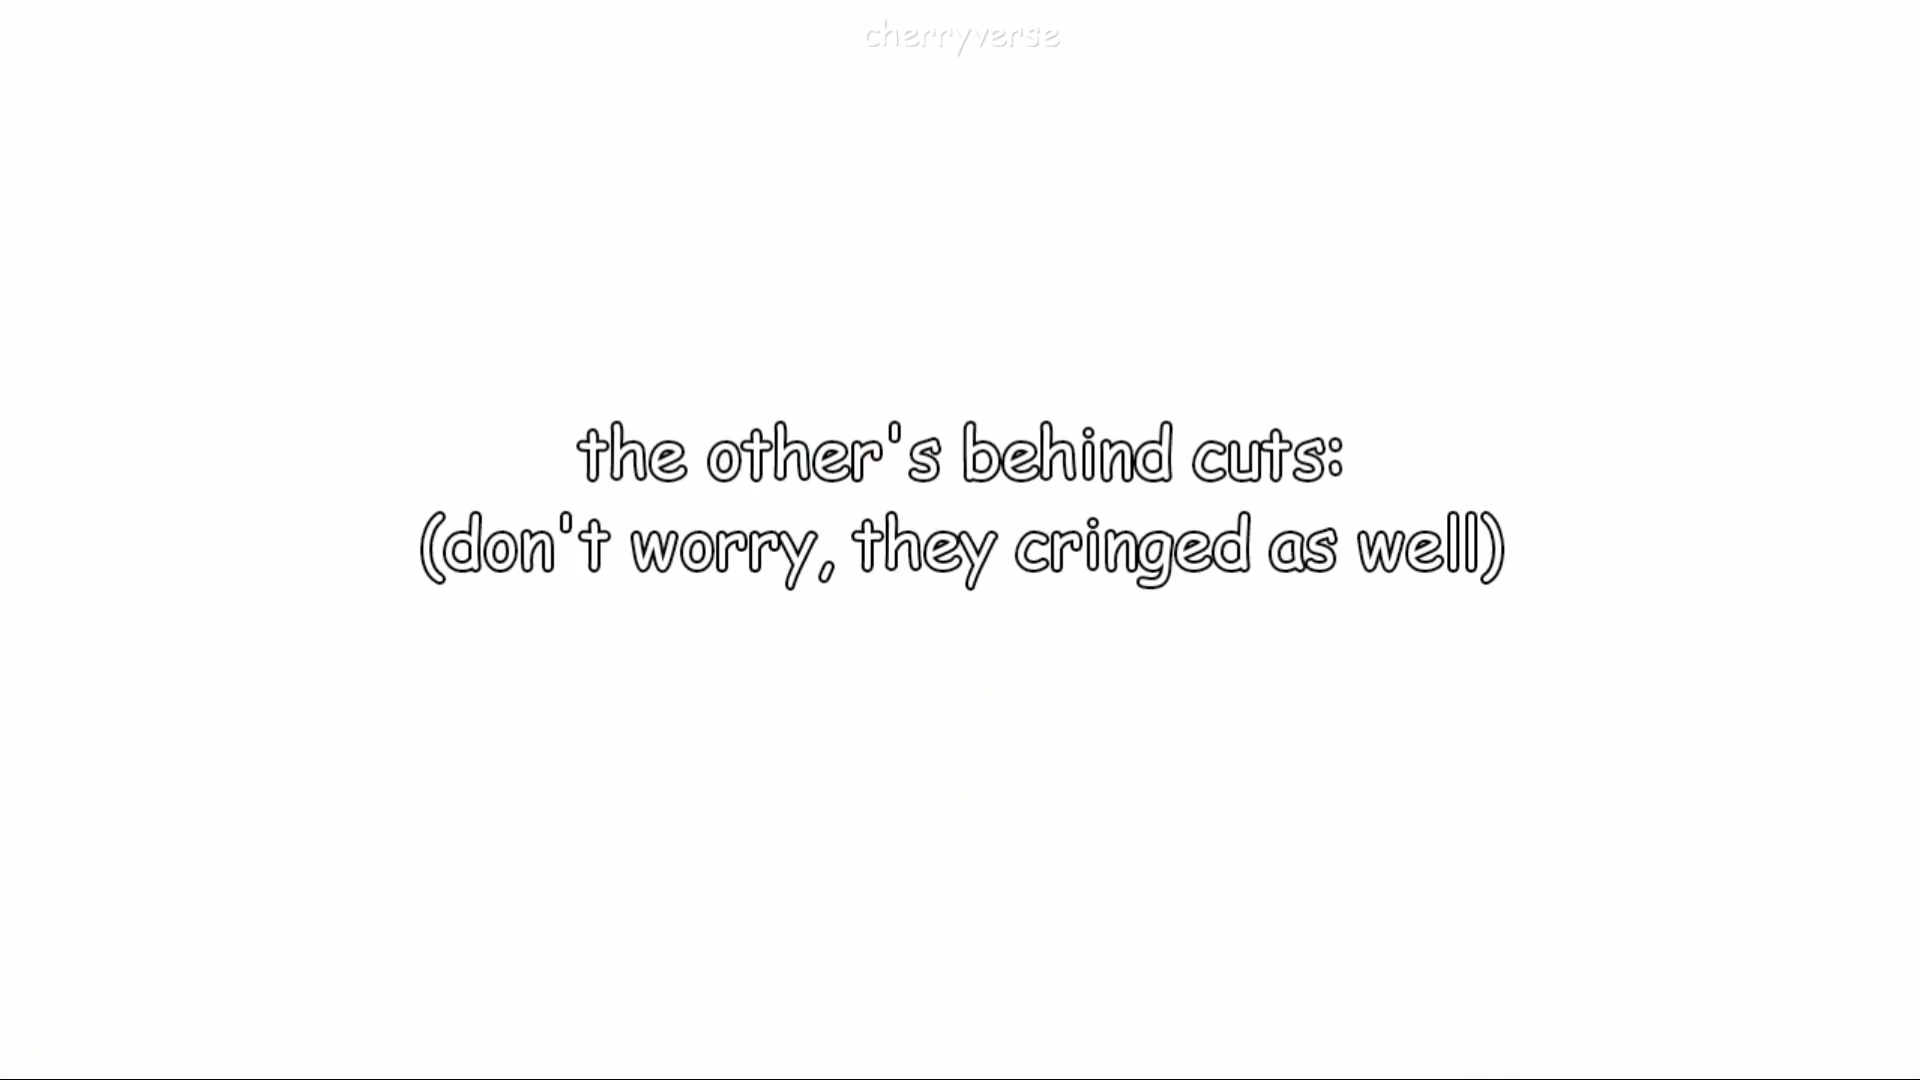 cherryverse
the other's behind cuts:
(don't worry, they cringed as well)